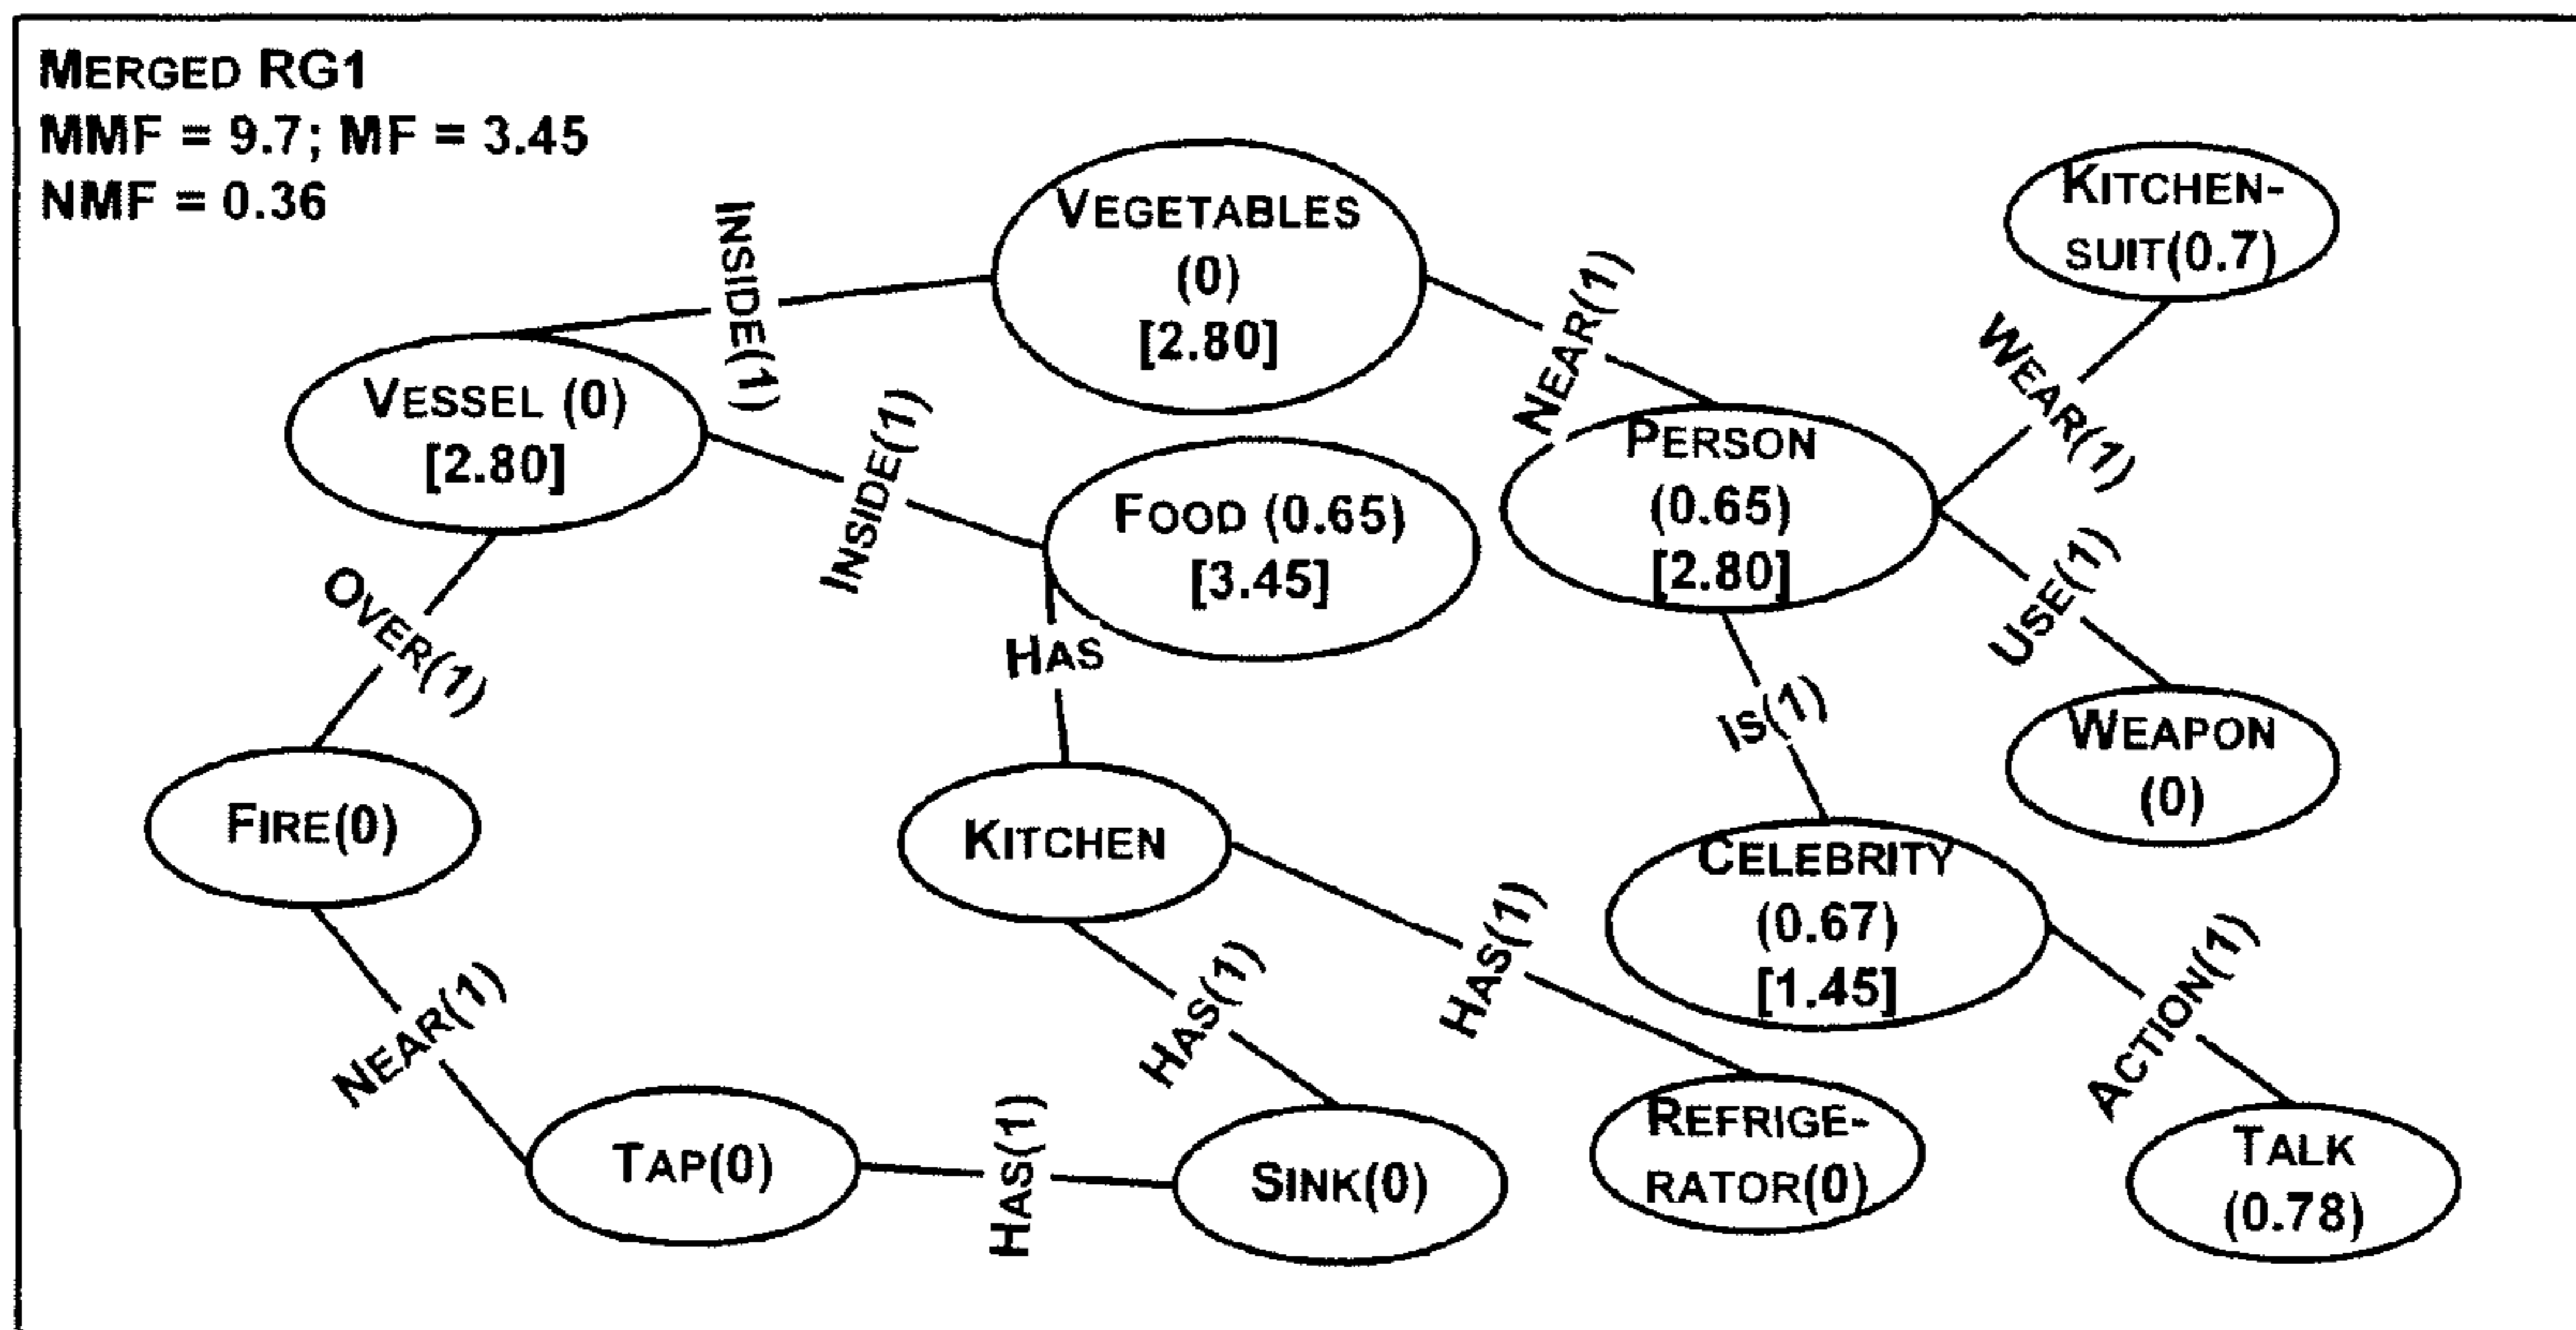 MERGED RG1
MMF = 9.7; MF = 3.45
NMF = 0.36
VEGETABLES
(0)
[2.80]
KITCHEN-
SUIT(0.7)
INSIDE(1)
NEAR(1)
WEAR(1)
VESSEL (0)
[2.80]
INSIDE(1)
FOOD (0.65)
[3.45]
PERSON
(0.65)
[2.80]
OVER(1)
HAS
USE(1)
IS(1)
WEAPON
(0)
FIRE(0)
KITCHEN
CELEBRITY
(0.67)
[1.45]
NEAR(1)
HAS(1)
HAS(1)
ACTION(1)
TAP(0)
HAS(1)
SINK(0)
REFRIGE-
RATOR(0)
TALK
(0.78)